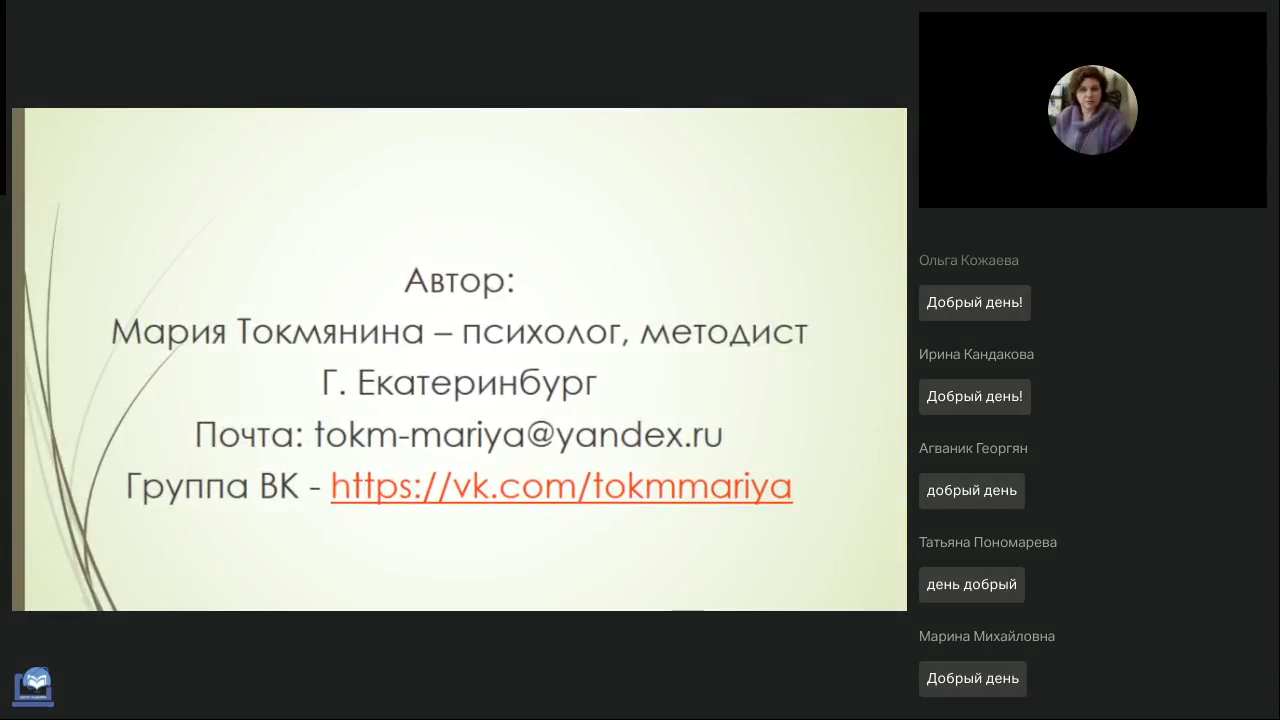 Автор:
Мария Токмянина – психолог, методист
Г. Екатеринбург
Почта: tokm-mariya@yandex.ru
Группа ВК - https://vk.com/tokmmariya
Ольга Кожаева
Добрый день!
Ирина Кандакова
Добрый день!
Агваник Георгян
добрый день
Татьяна Пономарева
день добрый
Марина Михайловна
Добрый день